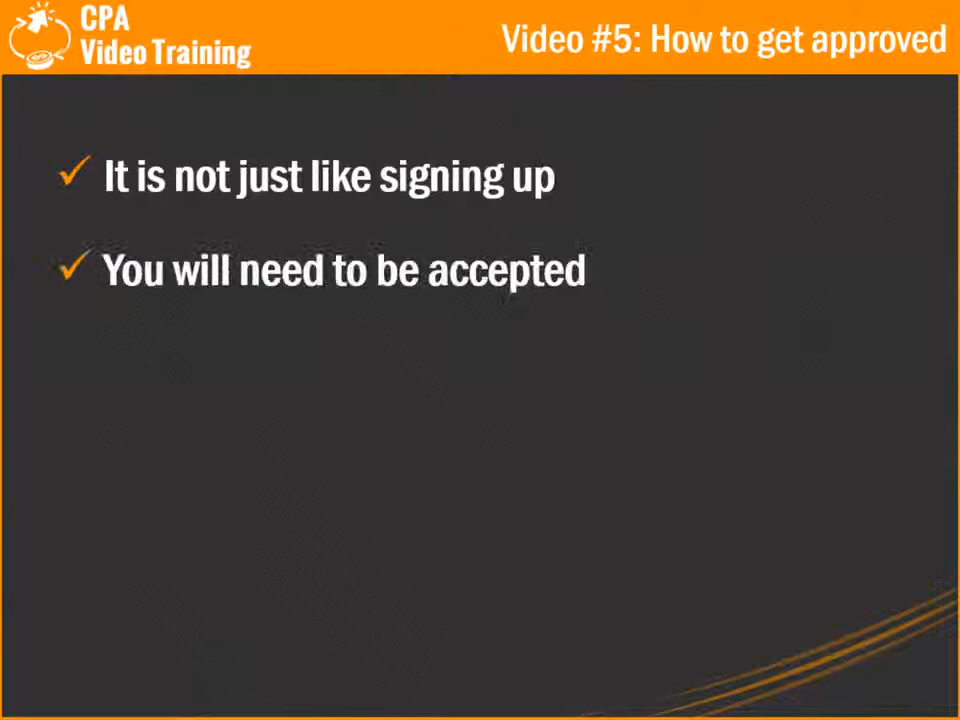 CPA
Video Training
Video #5: How to get approved
It is not just like signing up
You will need to be accepted